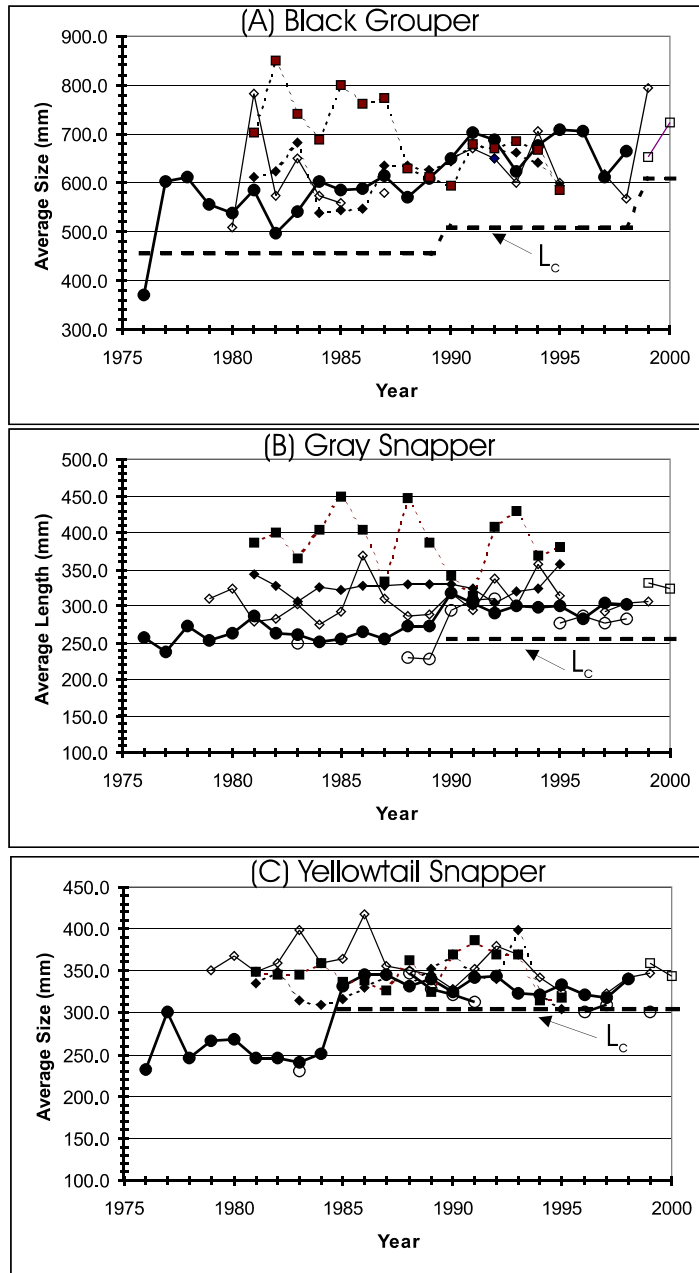 (A) Black Grouper
900.0
800.0
700.0
600.0
500.0
400.0
300.0
Average Size (mm)
L_c
1975 1980 1985 1990 1995 2000
Year
(B) Gray Snapper
500.0
450.0
400.0
350.0
300.0
250.0
200.0
150.0
100.0
Average Length (mm)
L_c
1975 1980 1985 1990 1995 2000
Year
(C) Yellowtail Snapper
450.0
400.0
350.0
300.0
250.0
200.0
150.0
100.0
Average Size (mm)
L_c
1975 1980 1985 1990 1995 2000
Year